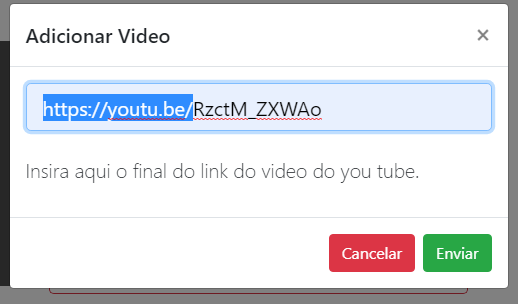 Adicionar Video ×
https://youtu.be/RzctM_ZXWAo
Insira aqui o final do link do video do you tube.
Cancelar Enviar